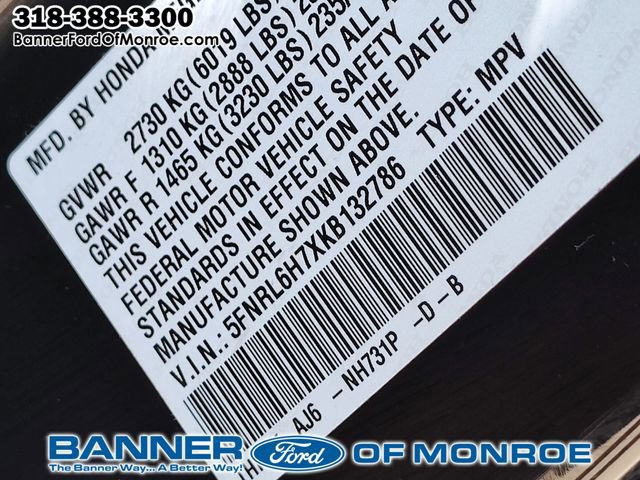 318-388-3300
BannerFordOfMonroe.com
MFD. BY HONDA
GVWR 2730 KG (6019 LBS)
GAWR F 1310 KG (2888 LBS)
GAWR R 1465 KG (3230 LBS)
THIS VEHICLE CONFORMS TO ALL
FEDERAL MOTOR VEHICLE SAFETY
STANDARDS IN EFFECT ON THE DATE OF
MANUFACTURE SHOWN ABOVE.
V.I.N.: 5FNRL6H7XKB132786 TYPE: MPV
AJ6 - NH731P -D -B
BANNER Ford OF MONROE
The Banner Way... A Better Way!